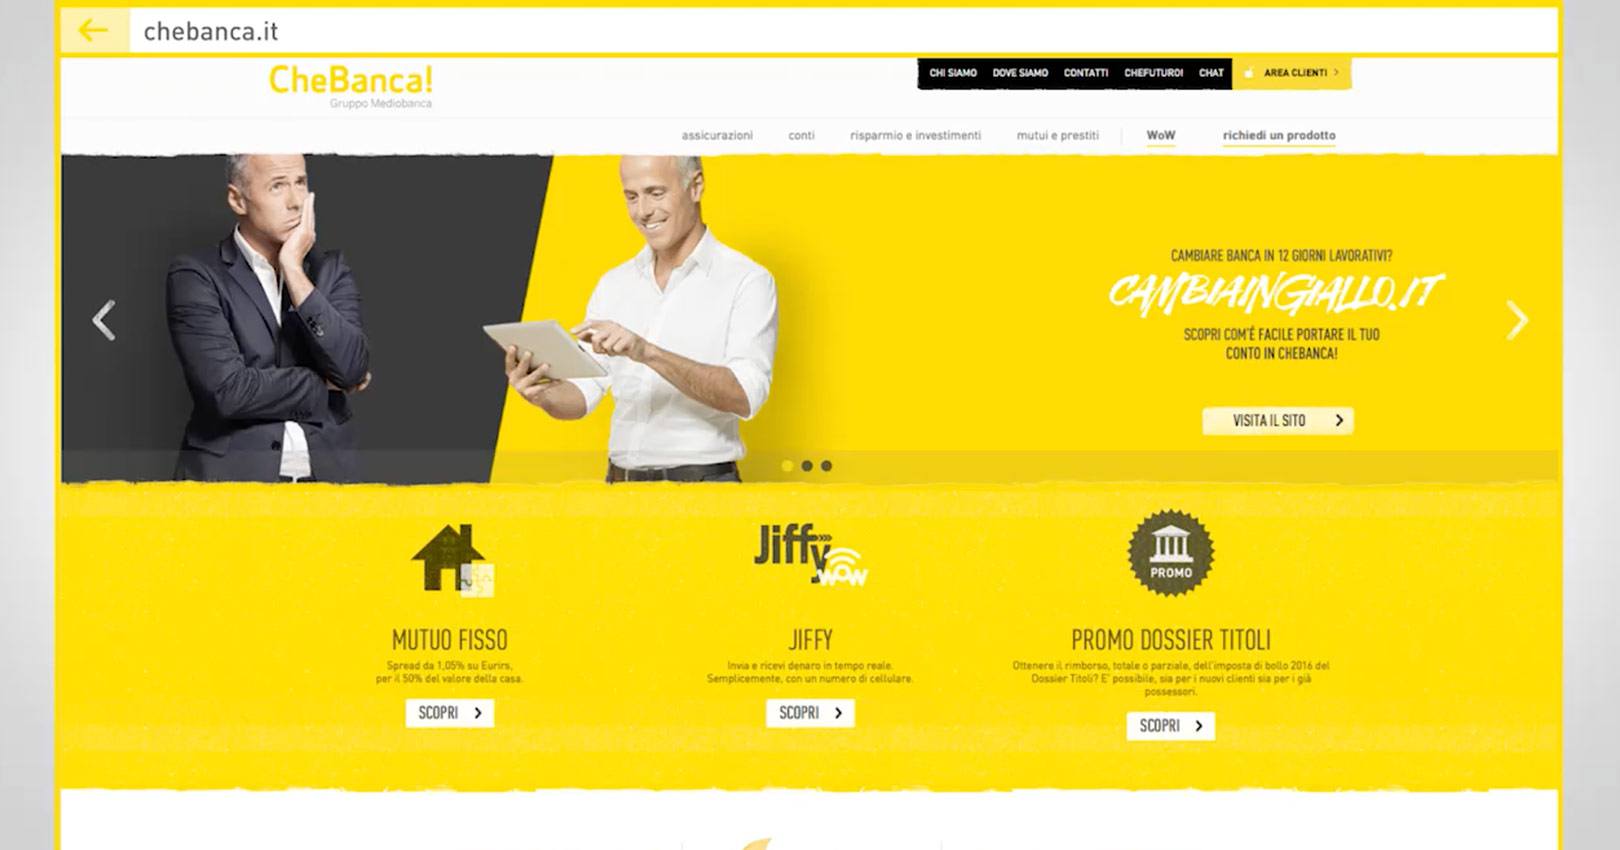 chebanca.it
CheBanca!
Gruppo Mediobanca
CHI SIAMO DOVE SIAMO CONTATTI CHEFUTURO! CHAT AREA CLIENTI
assicurazioni conti risparmio e investimenti mutui e prestiti WoW richiedi un prodotto
CAMBIARE BANCA IN 12 GIORNI LAVORATIVI?
CAMBIAINGIALLO.IT
SCOPRI COM'É FACILE PORTARE IL TUO
CONTO IN CHEBANCA!
VISITA IL SITO
Jiffy
WOW
PROMO
MUTUO FISSO
Spread da 1,05% su Eurirs,
per il 50% del valore della casa.
SCOPRI
JIFFY
Invia e ricevi denaro in tempo reale.
Semplicemente, con un numero di cellulare.
SCOPRI
PROMO DOSSIER TITOLI
Ottenere il rimborso, totale o parziale, dell'imposta di bollo 2016 del
Dossier Titoli? E' possibile, sia per i nuovi clienti sia per i già
possessori.
SCOPRI